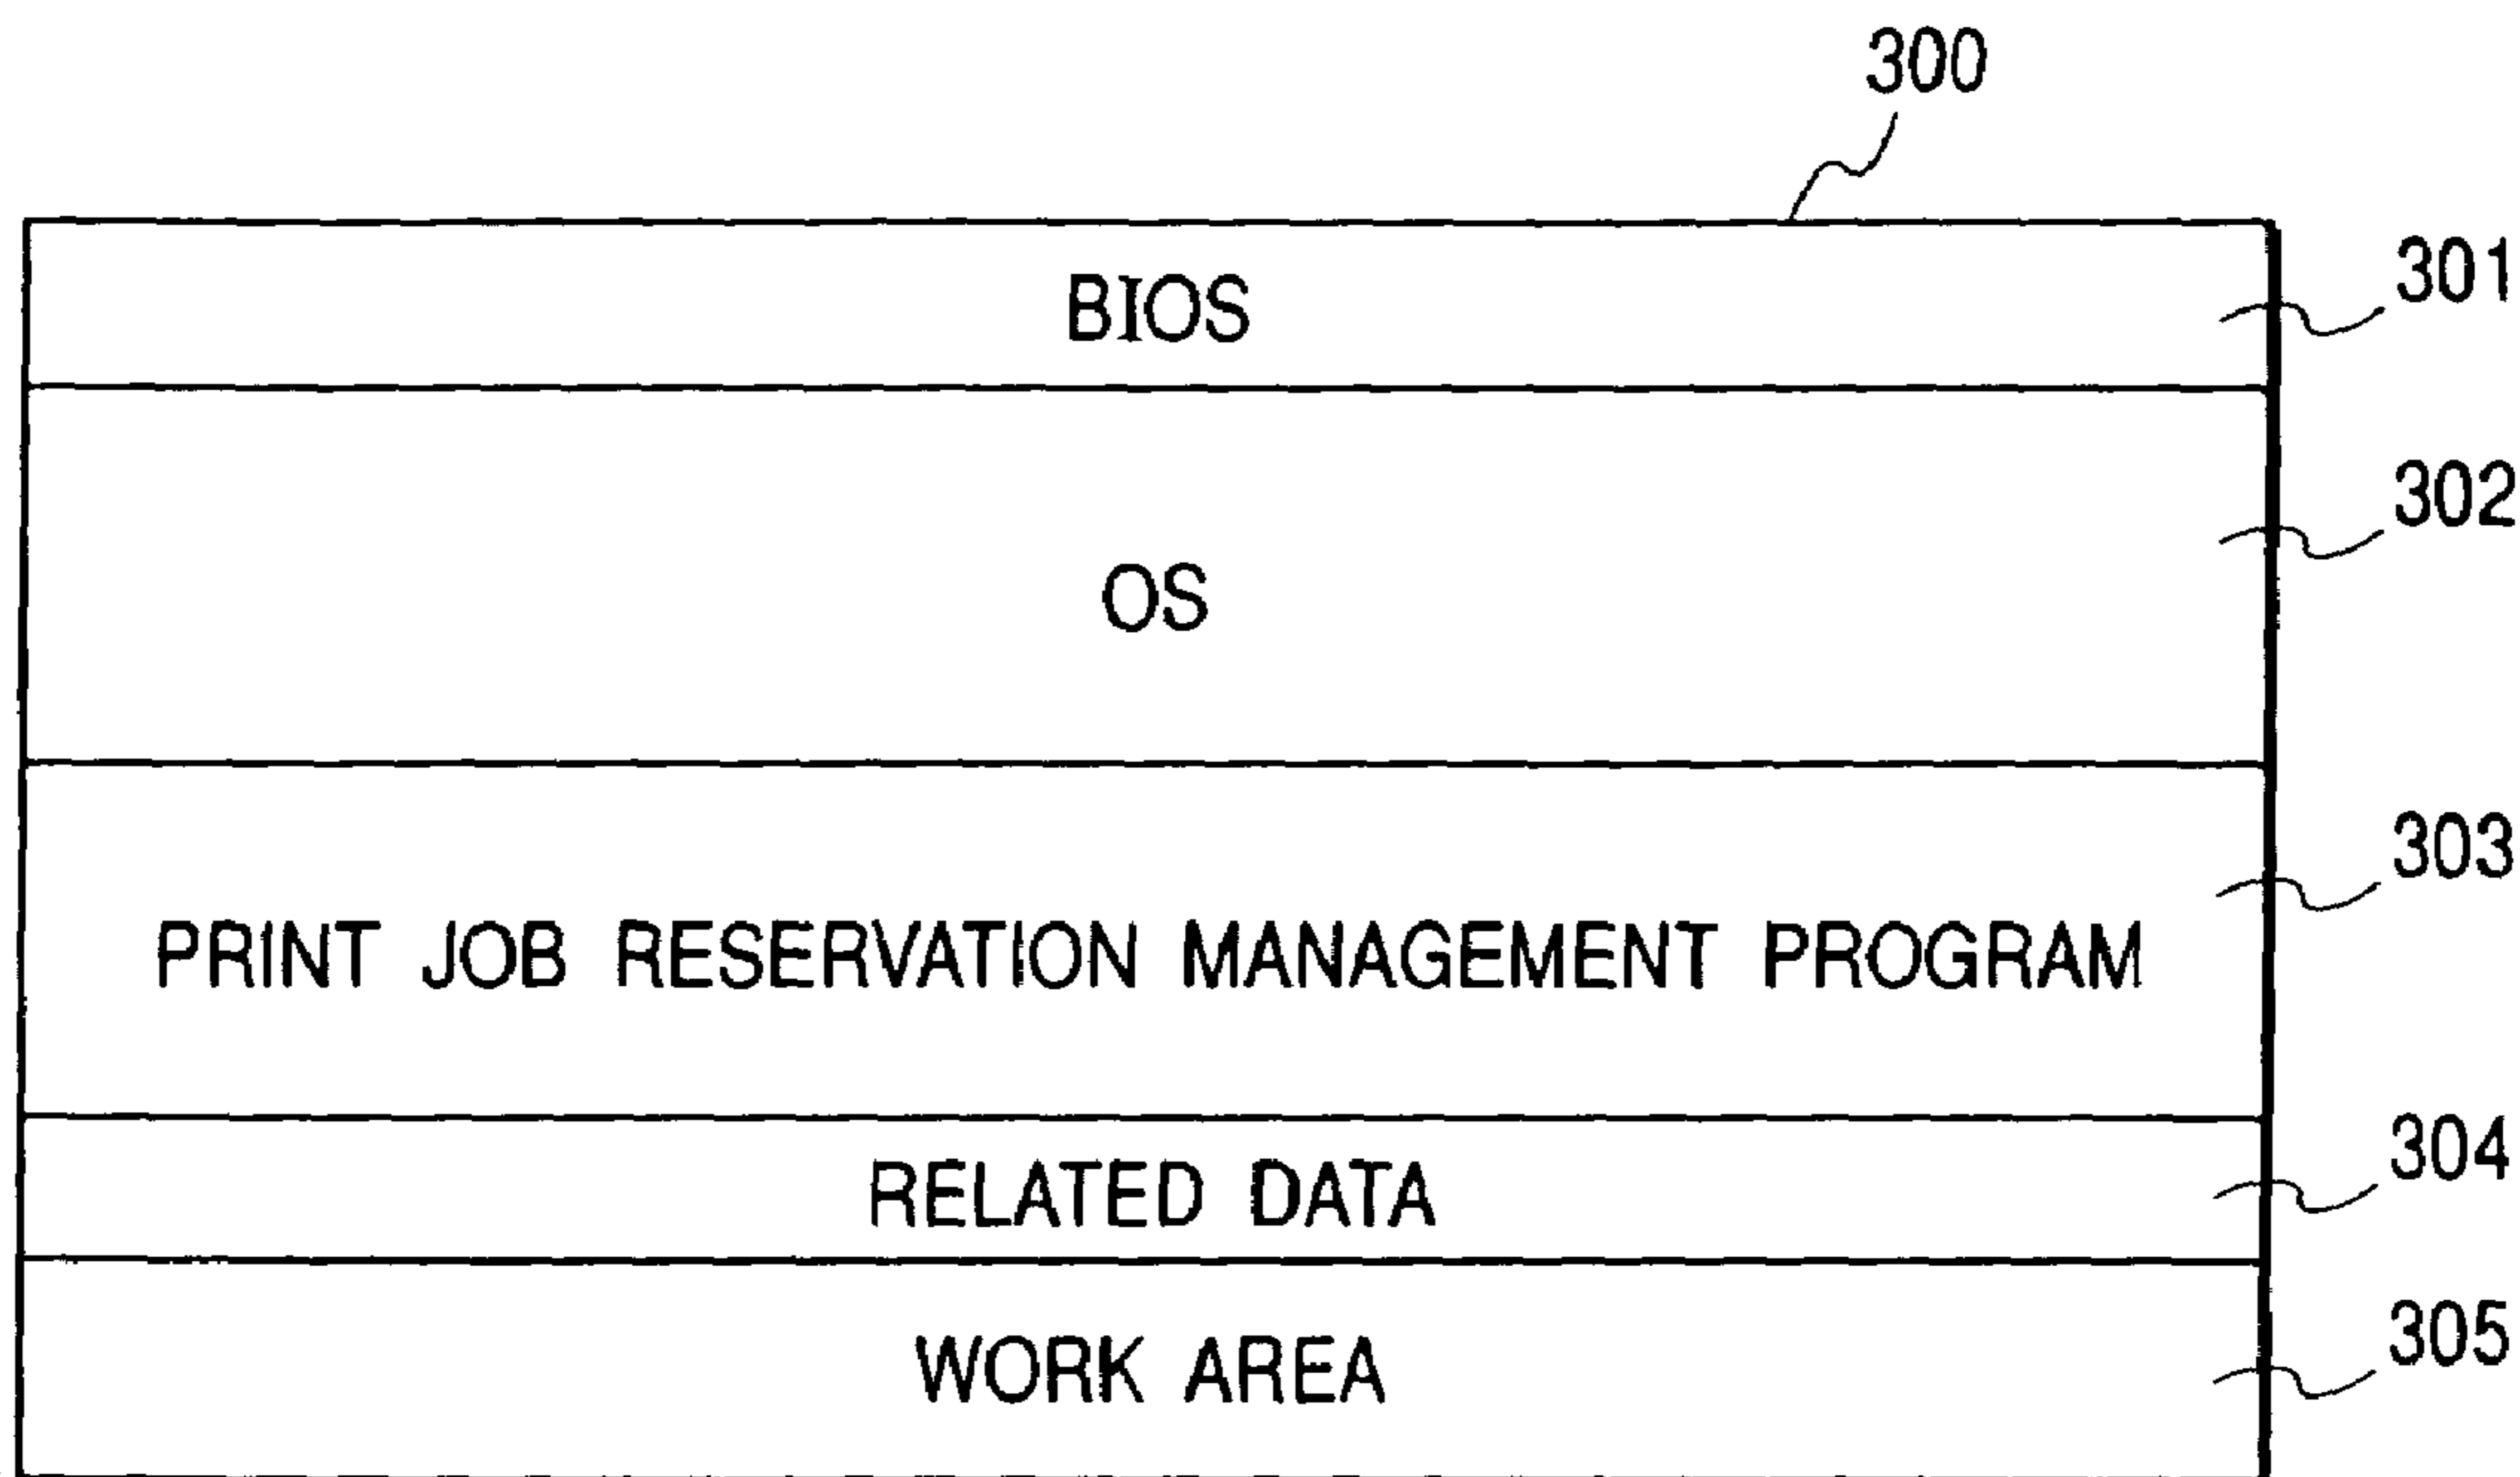 300
BIOS
301
OS
302
PRINT JOB RESERVATION MANAGEMENT PROGRAM
303
RELATED DATA
304
WORK AREA
305